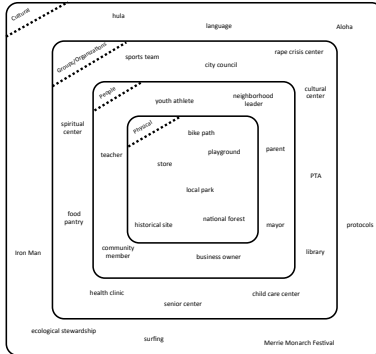 Culture
hula
language
Aloha
Groups/Organizations
sports team
rape crisis center
city council
cultural
center
People
youth athlete
neighborhood
leader
spiritual
center
Physical
bike path
teacher
playground
parent
store
PTA
local park
food
pantry
historical site
national forest
mayor
protocols
Iron Man
community
member
business owner
library
health clinic
child care center
senior center
ecological stewardship
surfing
Merrie Monarch Festival